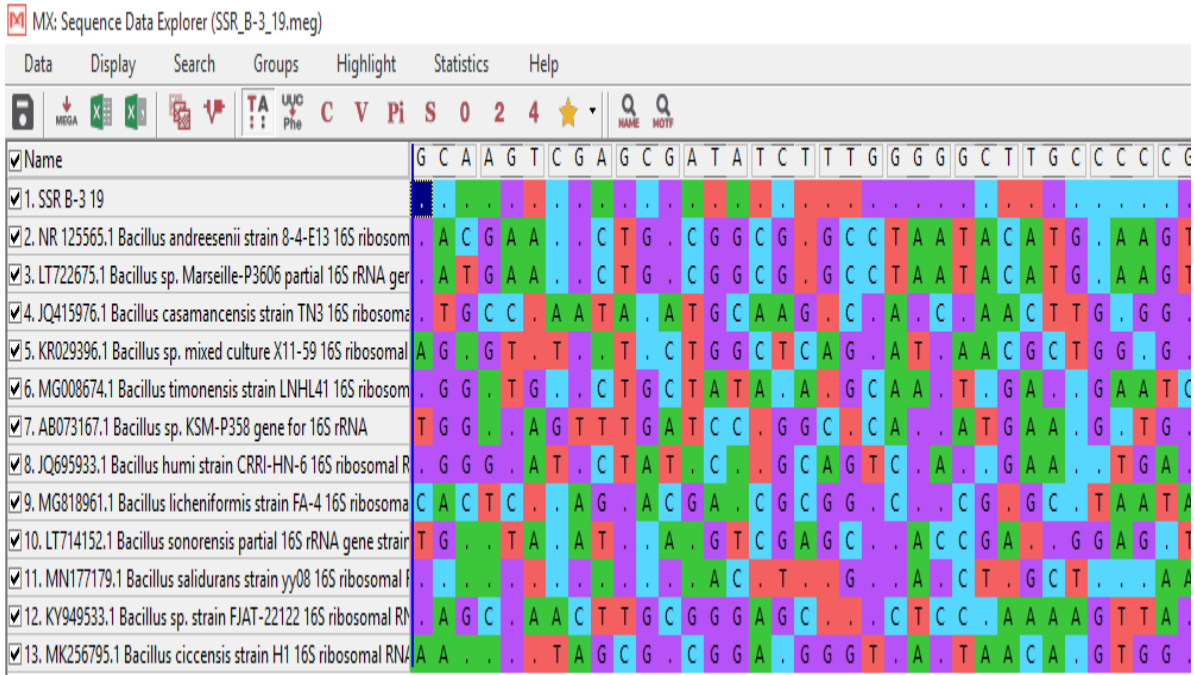 MX: Sequence Data Explorer (SSR_B-3_19.meg)
Data Display Search Groups Highlight Statistics Help
MEGA X X TA UUC Phe C V Pi S 0 2 4 NAME MOTIF
Name G C A A G T C G A G C G A T A T C T T T G G G G G C T T G C C C C C G
1. SSR B-3 19 . . . . . . . . . . . . . . . . . . . . . . . . . . . . . . . . . . .
2. NR 125565.1 Bacillus andreesenii strain 8-4-E13 16S ribosom . A C G A A . . C T G . C G G C G . G C C T A A T A C A T G . A A G T
3. LT722675.1 Bacillus sp. Marseille-P3606 partial 16S rRNA ger . A T G A A . . C T G . C G G C G . G C C T A A T A C A T G . A A G T
4. JQ415976.1 Bacillus casamancensis strain TN3 16S ribosoma . T G C C . A A T A . A T G C A A G . C . A . C . A A C T T G . G G .
5. KR029396.1 Bacillus sp. mixed culture X11-59 16S ribosomal A G . G T . T . . T . C T G G C T C A G . A T . A A C G C T G G . G .
6. MG008674.1 Bacillus timonensis strain LNHL41 16S ribosom . G G . T G . . C T G C T A T A . A . G C A A . T . G A . . G A A T C
7. AB073167.1 Bacillus sp. KSM-P358 gene for 16S rRNA T G G . . A G T T T G A T C C . G G C . C A . . A T G A A . G . T G .
8. JQ695933.1 Bacillus humi strain CRRI-HN-6 16S ribosomal R . G G G . A T . C T A T . C . . G C A G T C . A . . G A A . . T G A .
9. MG818961.1 Bacillus licheniformis strain FA-4 16S ribosoma C A C T C . . A G . A C G A . C G C G G . C . . C G . G C . T A A T A
10. LT714152.1 Bacillus sonorensis partial 16S rRNA gene strair T G . . T A . A T . . A . G T C G A G C . . A C C G A . . G G A G . T
11. MN177179.1 Bacillus salidurans strain yy08 16S ribosomal F . . . . . . . . . . . . . A C . T . . G . . A . C T . G C T . . . A A
12. KY949533.1 Bacillus sp. strain FJAT-22122 16S ribosomal RN . A G C . A A C T T G C G G G A G C . . . C T C C . A A A A G T T A .
13. MK256795.1 Bacillus ciccensis strain H1 16S ribosomal RNA A A . . . . T A G C G . C G G A . G G G T . A . T A A C A . G T G G .